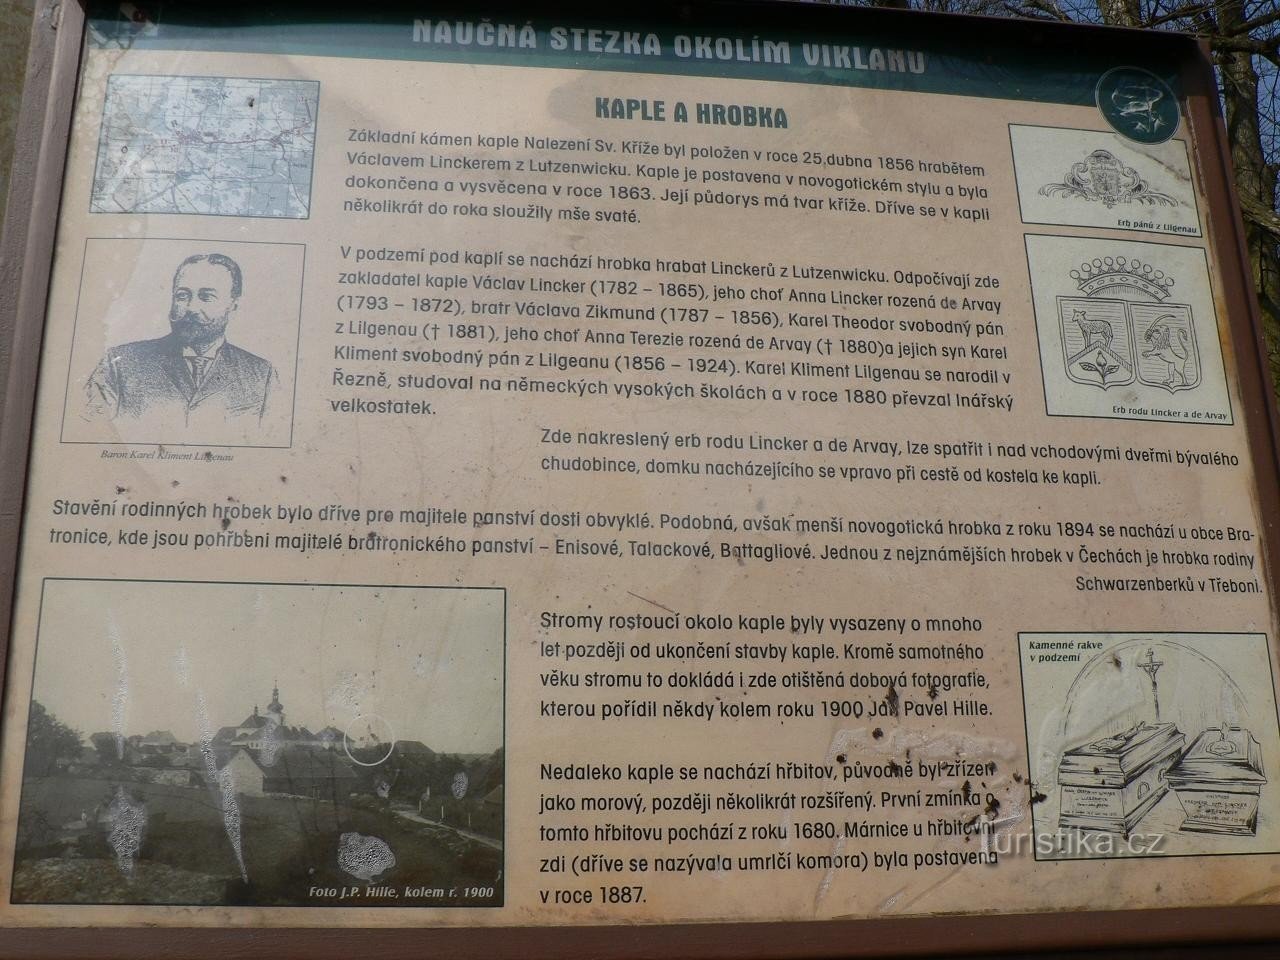 NAUČNÁ STEZKA OKOLÍM VIKLANU
KAPLE A HROBKA
Základní kámen kaple Nalezení Sv. Kříže byl položen v roce 25.dubna 1856 hrabětem
Václavem Linckerem z Lutzenwicku. Kaple je postavena v novogotickém stylu a byla
dokončena a vysvěcena v roce 1863. Její půdorys má tvar kříže. Dříve se v kapli
několikrát do roka sloužily mše svaté.
Erb pánů z Lilgenau
V podzemí pod kaplí se nachází hrobka hrabat Linckerů z Lutzenwicku. Odpočívají zde
zakladatel kaple Václav Lincker (1782 – 1865), jeho choť Anna Lincker rozená de Arvay
(1793 – 1872), bratr Václava Zikmund (1787 – 1856), Karel Theodor svobodný pán
z Lilgenau († 1881), jeho choť Anna Terezie rozená de Arvay († 1880)a jejich syn Karel
Kliment svobodný pán z Lilgeanu (1856 – 1924). Karel Kliment Lilgenau se narodil v
Řezně, studoval na německých vysokých školách a v roce 1880 převzal Inářský
velkostatek.
Erb rodu Lincker a de Arvay
Baron Karel Kliment Lilgenau
Zde nakreslený erb rodu Lincker a de Arvay, lze spatřit i nad vchodovými dveřmi bývalého
chudobince, domku nacházejícího se vpravo při cestě od kostela ke kapli.
Stavění rodinných hrobek bylo dříve pro majitele panství dosti obvyklé. Podobná, avšak menší novogotická hrobka z roku 1894 se nachází u obce Bra-
tronice, kde jsou pohřbeni majitelé bratronického panství – Enisové, Talackové, Battagliové. Jednou z nejznámějších hrobek v Čechách je hrobka rodiny
Schwarzenberků v Třeboni.
Stromy rostoucí okolo kaple byly vysazeny o mnoho
let později od ukončení stavby kaple. Kromě samotného
věku stromu to dokládá i zde otištěná dobová fotografie,
kterou pořídil někdy kolem roku 1900 Jan Pavel Hille.
Kamenné rakve
v podzemí
Nedaleko kaple se nachází hřbitov, původně byl zřízen
jako morový, později několikrát rozšířený. První zmínka o
tomto hřbitovu pochází z roku 1680. Márnice u hřbitovní
zdi (dříve se nazývala umrlčí komora) byla postavena
v roce 1887.
Foto J.P. Hille, kolem r. 1900
Turistika.cz